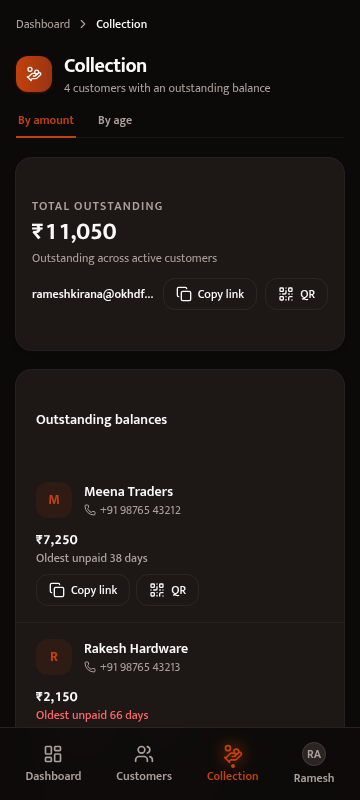 Dashboard > Collection
Collection
4 customers with an outstanding balance
By amount By age
TOTAL OUTSTANDING
₹11,050
Outstanding across active customers
rameshkirana@okhdf... Copy link QR
Outstanding balances
M Meena Traders
+91 98765 43212
₹7,250
Oldest unpaid 38 days
Copy link QR
R Rakesh Hardware
+91 98765 43213
₹2,150
Oldest unpaid 66 days
RA
Dashboard Customers Collection Ramesh